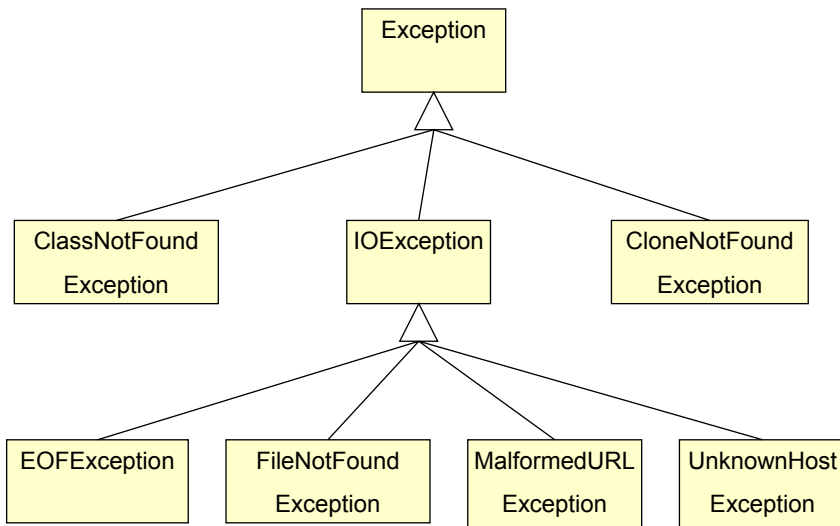 Exception
ClassNotFound
Exception
IOException
CloneNotFound
Exception
EOFException
FileNotFound
Exception
MalformedURL
Exception
UnknownHost
Exception